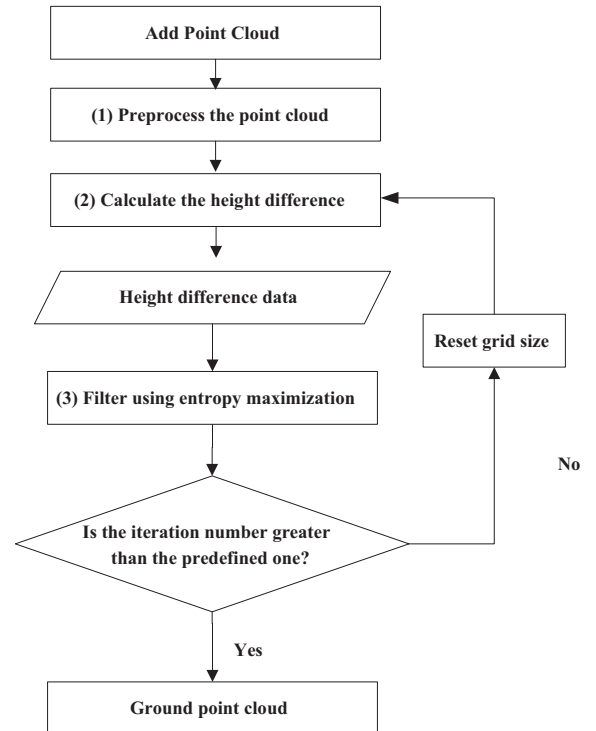 Add Point Cloud
(1) Preprocess the point cloud
(2) Calculate the height difference
Height difference data
Reset grid size
(3) Filter using entropy maximization
No
Is the iteration number greater
than the predefined one?
Yes
Ground point cloud